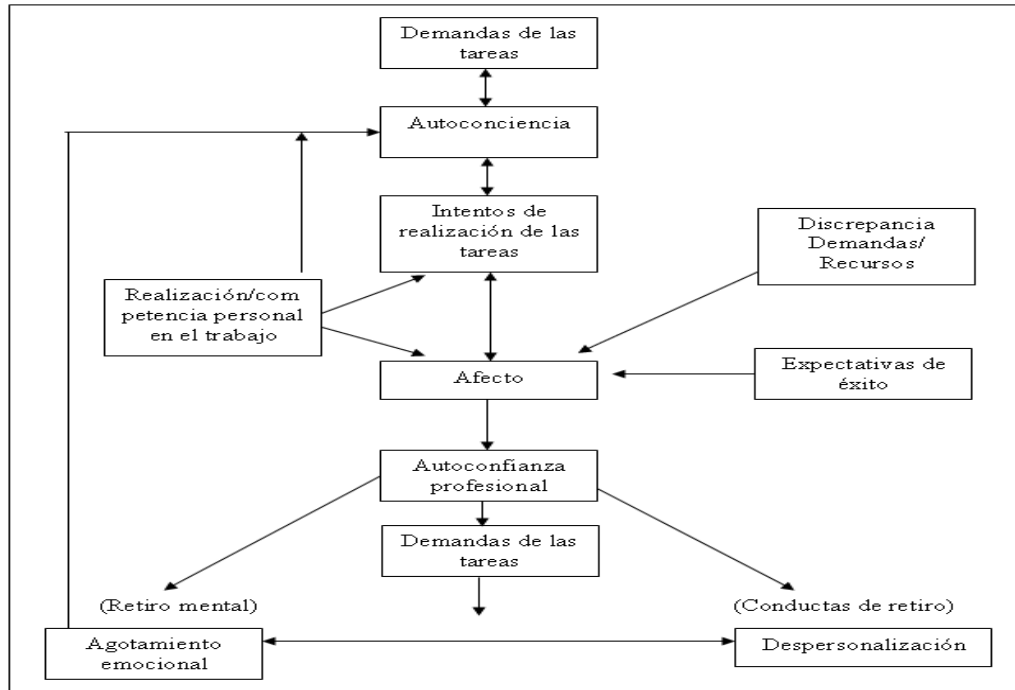 Demandas de las
tareas
Autoconciencia
Intentos de
realización de las
tareas
Discrepancia
Demandas/
Recursos
Realización/com
petencia personal
en el trabajo
Afecto
Expectativas de
éxito
Autoconfianza
profesional
Demandas de las
tareas
(Retiro mental)
(Conductas de retiro)
Agotamiento
emocional
Despersonalización